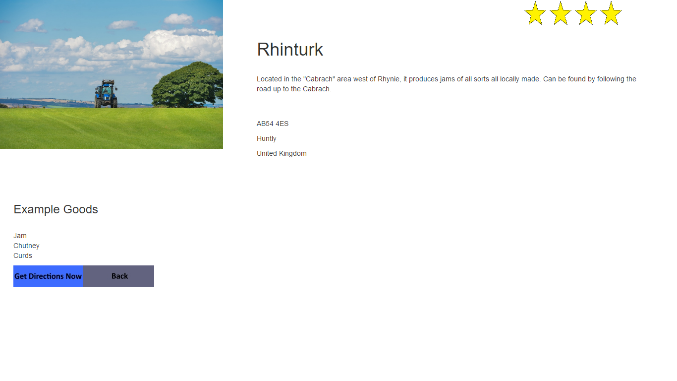 Rhinturk
Located in the "Cabrach" area west of Rhynie, it produces jams of all sorts all locally made. Can be found by following the
road up to the Cabrach.
AB54 4ES
Huntly
United Kingdom
Example Goods
Jam
Chutney
Curds
Get Directions Now
Back